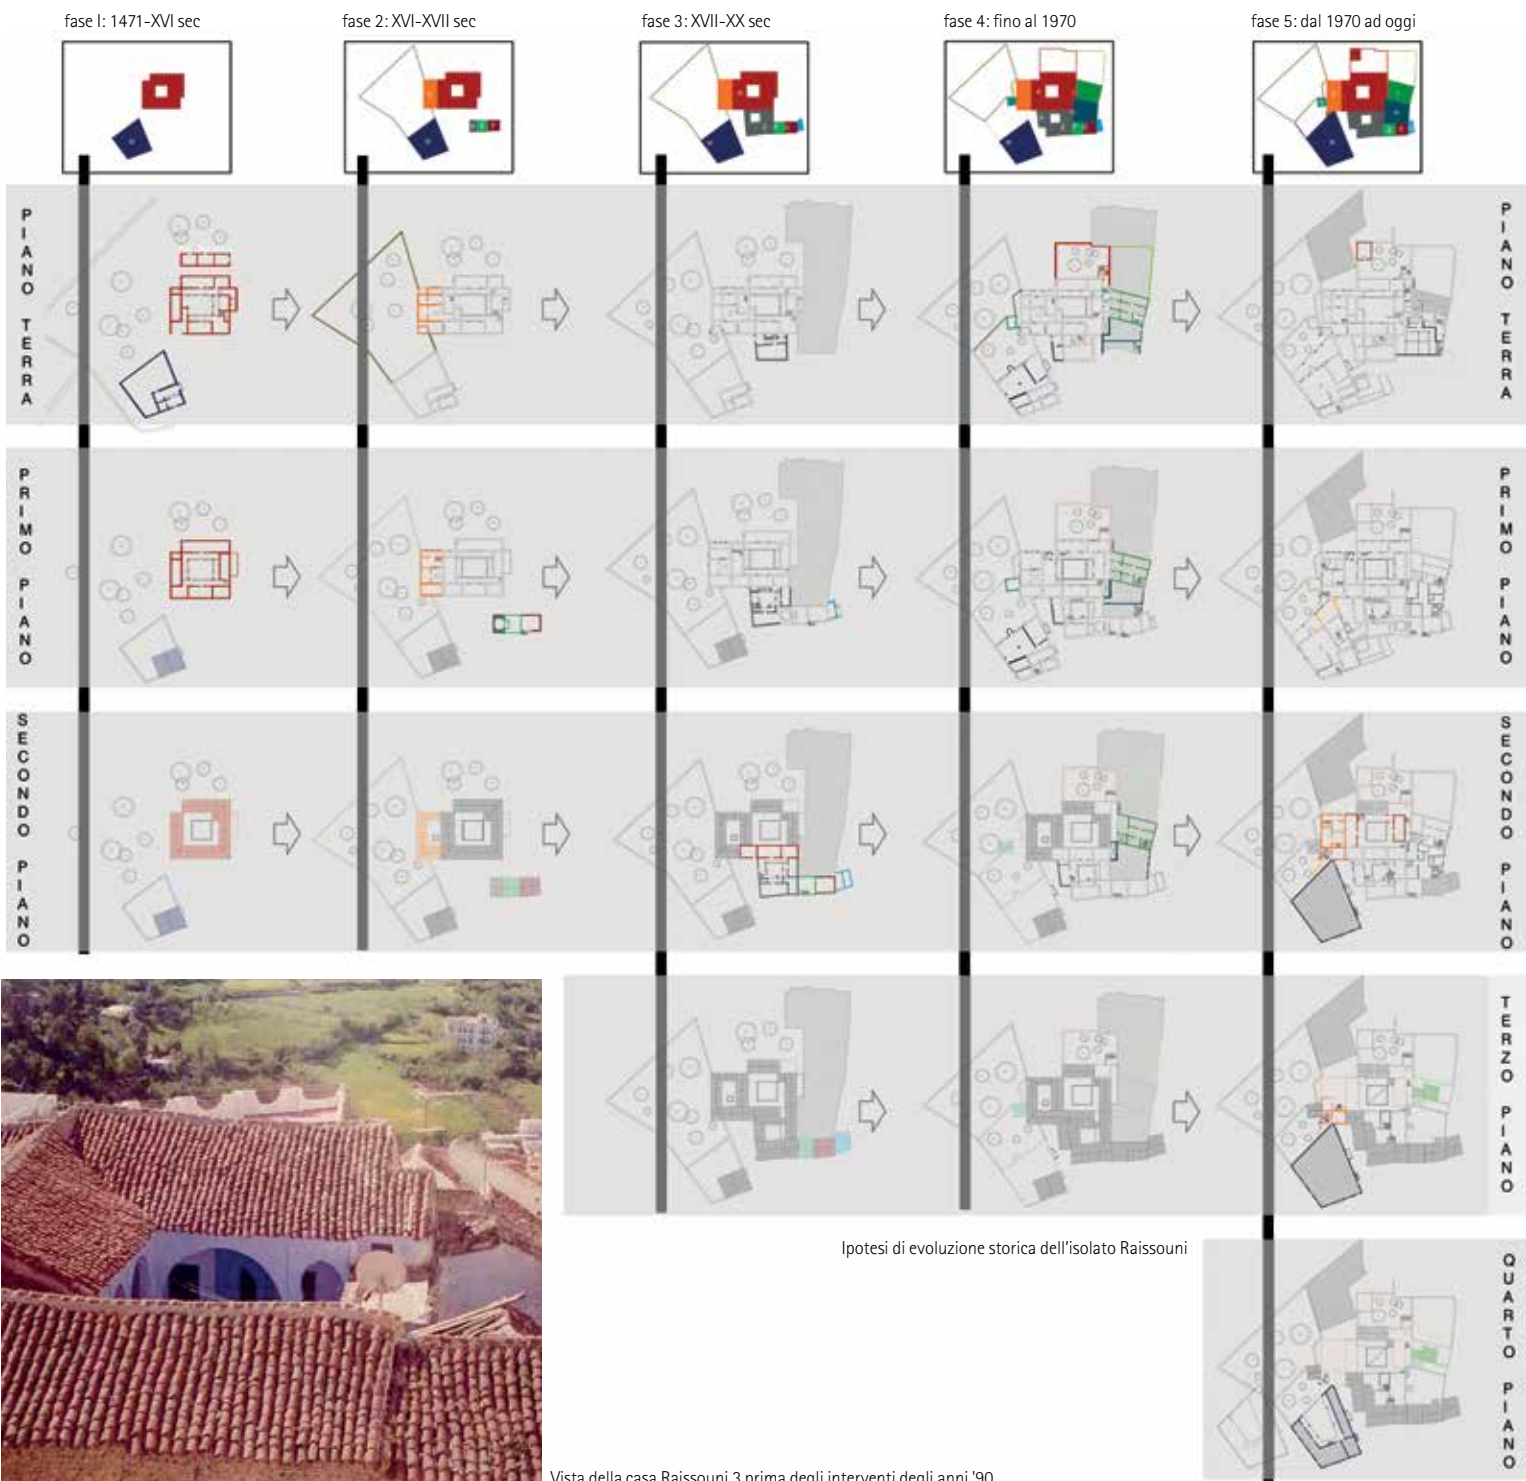 fase I: 1471-XVI sec
fase 2: XVI-XVII sec
fase 3: XVII-XX sec
fase 4: fino al 1970
fase 5: dal 1970 ad oggi
PIANO TERRA
PIANO TERRA
PRIMO PIANO
PRIMO PIANO
SECONDO PIANO
SECONDO PIANO
TERZO PIANO
Ipotesi di evoluzione storica dell'isolato Raissouni
QUARTO PIANO
Vista della casa Raissouni 3 prima degli interventi degli anni '90